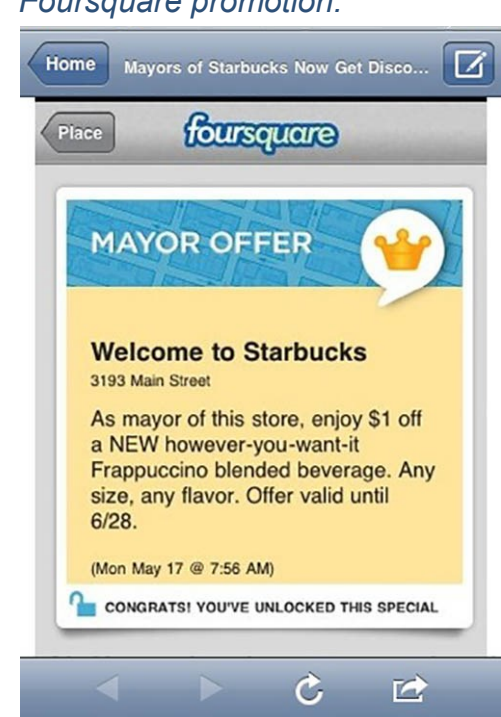 Foursquare promotion.
Home Mayors of Starbucks Now Get Disco...
Place foursquare
MAYOR OFFER
Welcome to Starbucks
3193 Main Street
As mayor of this store, enjoy $1 off
a NEW however-you-want-it
Frappuccino blended beverage. Any
size, any flavor. Offer valid until
6/28.
(Mon May 17 @ 7:56 AM)
CONGRATS! YOU'VE UNLOCKED THIS SPECIAL